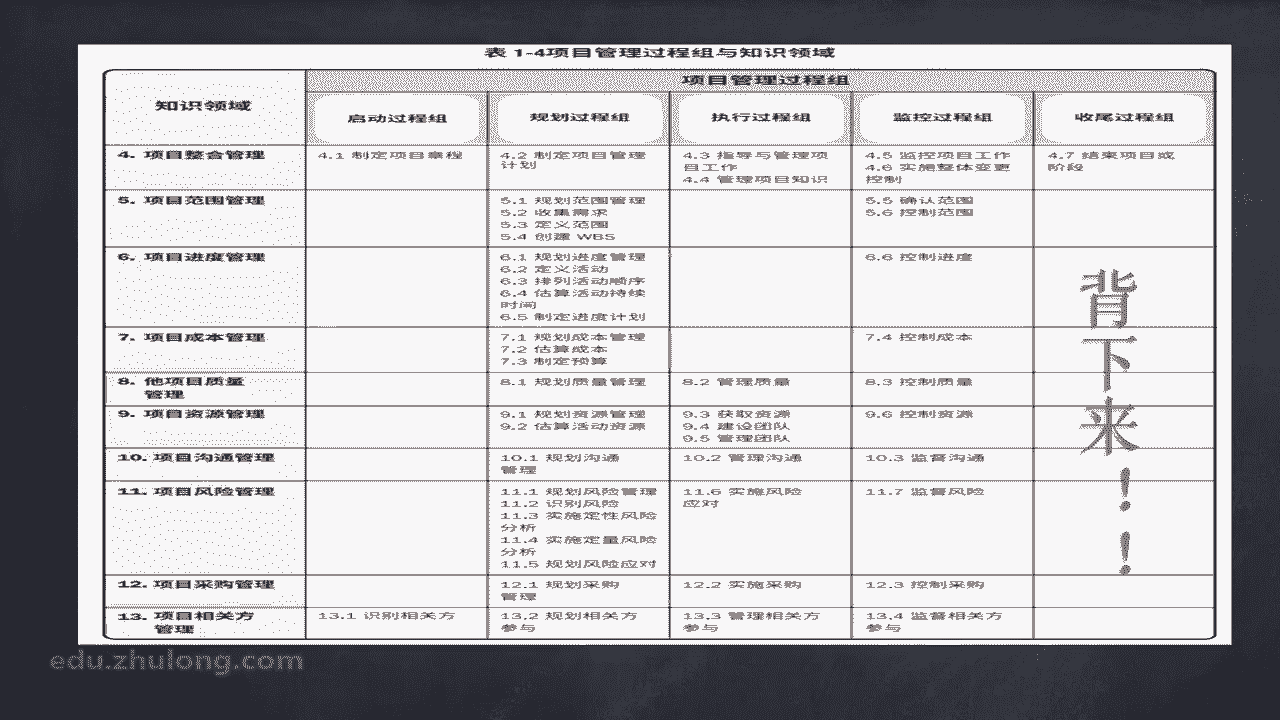 表 1-4项目管理过程组与知识领域
知识领域
项目管理过程组
启动过程组
规划过程组
执行过程组
监控过程组
收尾过程组
4. 项目整合管理
4.1 制定项目章程
4.2 制定项目管理
计划
4.3 指导与管理项
目工作
4.4 管理项目知识
4.5 监控项目工作
4.6 实施整体变更
控制
4.7 结束项目或
阶段
5. 项目范围管理
5.1 规划范围管理
5.2 收集需求
5.3 定义范围
5.4 创建 WBS
5.5 确认范围
5.6 控制范围
6. 项目进度管理
6.1 规划进度管理
6.2 定义活动
6.3 排列活动顺序
6.4 估算活动持续
时间
6.5 制定进度计划
6.6 控制进度
7. 项目成本管理
7.1 规划成本管理
7.2 估算成本
7.3 制定预算
7.4 控制成本
8. 他项目质量
管理
8.1 规划质量管理
8.2 管理质量
8.3 控制质量
9. 项目资源管理
9.1 规划资源管理
9.2 估算活动资源
9.3 获取资源
9.4 建设团队
9.5 管理团队
9.6 控制资源
10. 项目沟通管理
10.1 规划沟通
管理
10.2 管理沟通
10.3 监督沟通
11. 项目风险管理
11.1 规划风险管理
11.2 识别风险
11.3 实施定性风险
分析
11.4 实施定量风险
分析
11.5 规划风险应对
11.6 实施风险
应对
11.7 监督风险
12. 项目采购管理
12.1 规划采购
管理
12.2 实施采购
12.3 控制采购
13. 项目相关方
管理
13.1 识别相关方
13.2 规划相关方
参与
13.3 管理相关方
参与
13.4 监督相关方
参与
背下来！！
edu.zhulong.com